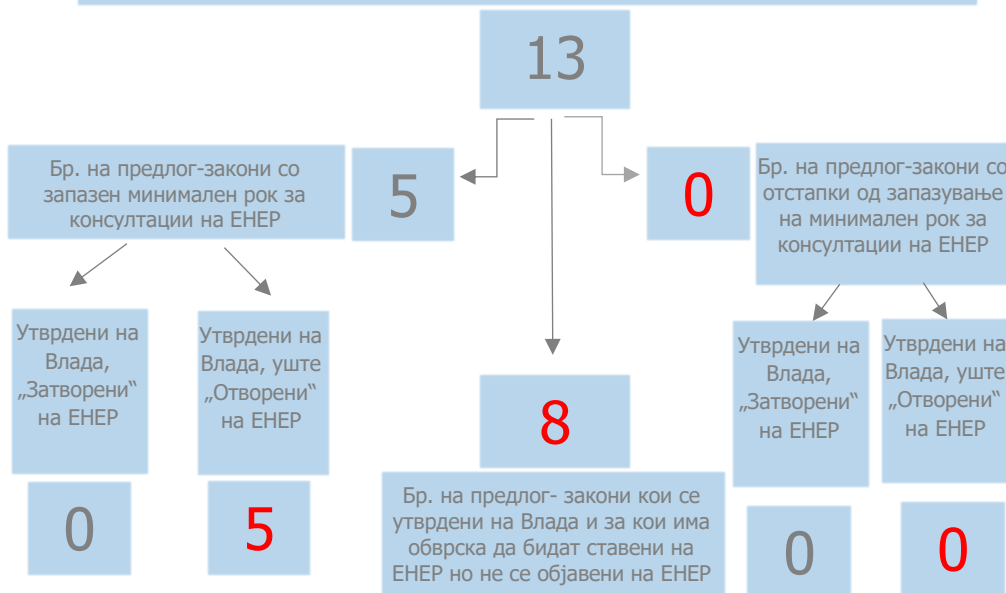 13
Бр. на предлог-закони со
запазен минимален рок за
консултации на ЕНЕР
5
0
Бр. на предлог-закони со
отстапки од запазување
на минимален рок за
консултации на ЕНЕР
Утврдени на
Влада,
„Затворени“
на ЕНЕР
Утврдени на
Влада, уште
„Отворени“
на ЕНЕР
8
Утврдени на
Влада,
„Затворени“
на ЕНЕР
Утврдени на
Влада, уште
„Отворени“
на ЕНЕР
0
5
Бр. на предлог- закони кои се
утврдени на Влада и за кои има
обврска да бидат ставени на
ЕНЕР но не се објавени на ЕНЕР
0
0